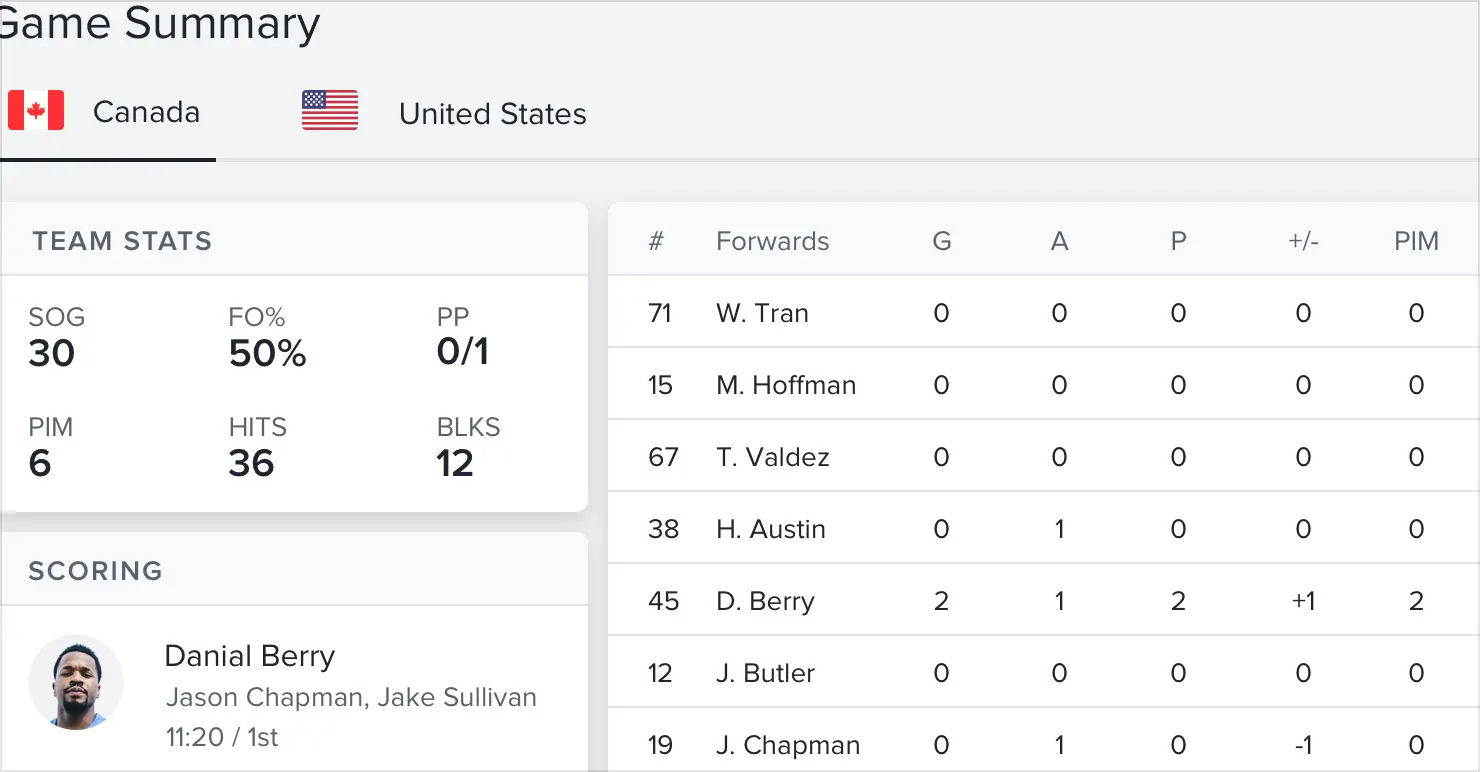 Game Summary
Canada
United States
TEAM STATS
SOG FO% PP
30 50% 0/1
PIM HITS BLKS
6 36 12
SCORING
Danial Berry
Jason Chapman, Jake Sullivan
11:20 / 1st
# Forwards G A P +/- PIM
71 W. Tran 0 0 0 0 0
15 M. Hoffman 0 0 0 0 0
67 T. Valdez 0 0 0 0 0
38 H. Austin 0 1 0 0 0
45 D. Berry 2 1 2 +1 2
12 J. Butler 0 0 0 0 0
19 J. Chapman 0 1 0 -1 0